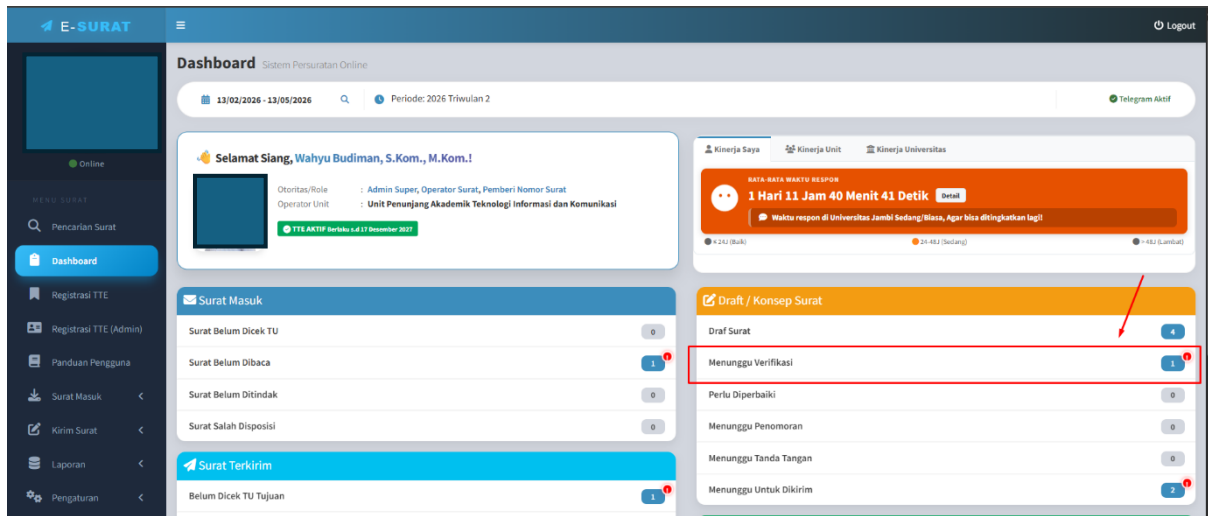 E-SURAT
Logout
Dashboard Sistem Persuratan Online
13/02/2026 - 13/05/2026
Periode: 2026 Triwulan 2
Telegram Aktif
Online
MENU SURAT
Pencarian Surat
Dashboard
Registrasi TTE
Registrasi TTE (Admin)
Panduan Pengguna
Surat Masuk
Kirim Surat
Laporan
Pengaturan
Selamat Siang, Wahyu Budiman, S.Kom., M.Kom.!
Otoritas/Role : Admin Super, Operator Surat, Pemberi Nomor Surat
Operator Unit : Unit Penunjang Akademik Teknologi Informasi dan Komunikasi
TTE AKTIF Berlaku s.d 17 Desember 2027
Kinerja Saya Kinerja Unit Kinerja Universitas
RATA-RATA WAKTU RESPON
1 Hari 11 Jam 40 Menit 41 Detik Detail
Waktu respon di Universitas Jambi Sedang/Biasa, Agar bisa ditingkatkan lagi!
(Baik) 24-48J (Sedang) >48J (Lambat)
Surat Masuk
Surat Belum Dicek TU 0
Surat Belum Dibaca 1
Surat Belum Ditindak 0
Surat Salah Disposisi 0
Surat Terkirim
Belum Dicek TU Tujuan 1
Draft / Konsep Surat
Draf Surat 4
Menunggu Verifikasi 1
Perlu Diperbaiki 0
Menunggu Penomoran 0
Menunggu Tanda Tangan 0
Menunggu Untuk Dikirim 2